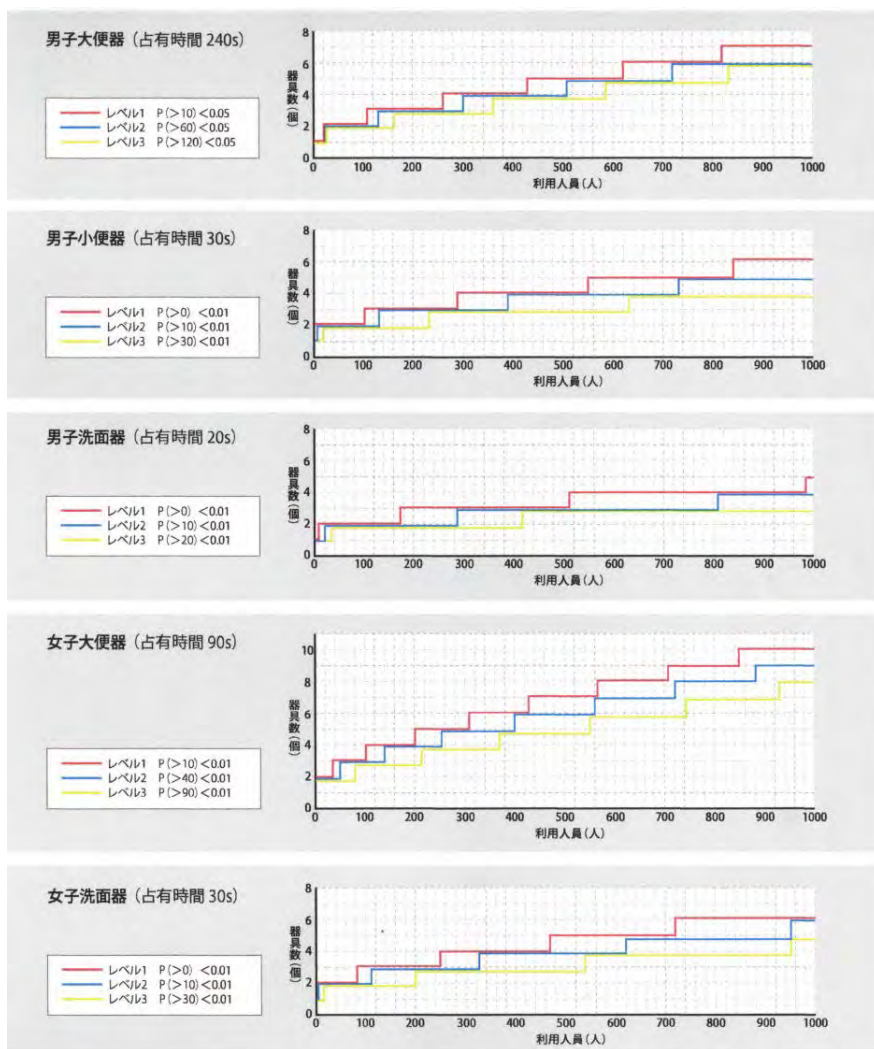 男子大便器（占有時間 240s）
レベル1 P(>10)<0.05
レベル2 P(>60)<0.05
レベル3 P(>120)<0.05
器具数(個)
8
6
4
2
0
0 100 200 300 400 500 600 700 800 900 1000
利用人員(人)
男子小便器（占有時間 30s）
レベル1 P(>0) <0.01
レベル2 P(>10)<0.01
レベル3 P(>30)<0.01
器具数(個)
8
6
4
2
0
0 100 200 300 400 500 600 700 800 900 1000
利用人員(人)
男子洗面器（占有時間 20s）
レベル1 P(>0) <0.01
レベル2 P(>10)<0.01
レベル3 P(>20)<0.01
器具数(個)
8
6
4
2
0
0 100 200 300 400 500 600 700 800 900 1000
利用人員(人)
女子大便器（占有時間 90s）
レベル1 P(>10)<0.01
レベル2 P(>40)<0.01
レベル3 P(>90)<0.01
器具数(個)
10
8
6
4
2
0
0 100 200 300 400 500 600 700 800 900 1000
利用人員(人)
女子洗面器（占有時間 30s）
レベル1 P(>0) <0.01
レベル2 P(>10)<0.01
レベル3 P(>30)<0.01
器具数(個)
8
6
4
2
0
0 100 200 300 400 500 600 700 800 900 1000
利用人員(人)